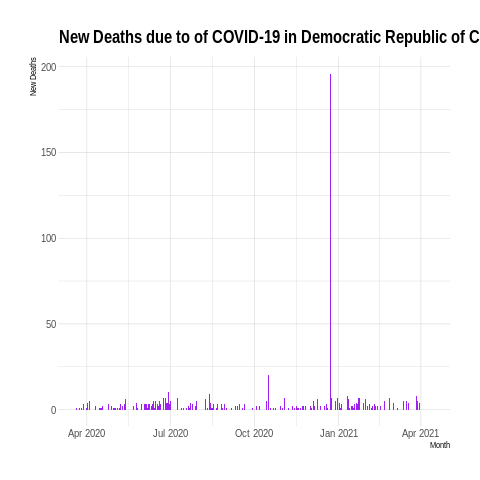 New Deaths due to of COVID-19 in Democratic Republic of C
New Deaths
200
150
100
50
0
Apr 2020 Jul 2020 Oct 2020 Jan 2021 Apr 2021
Month